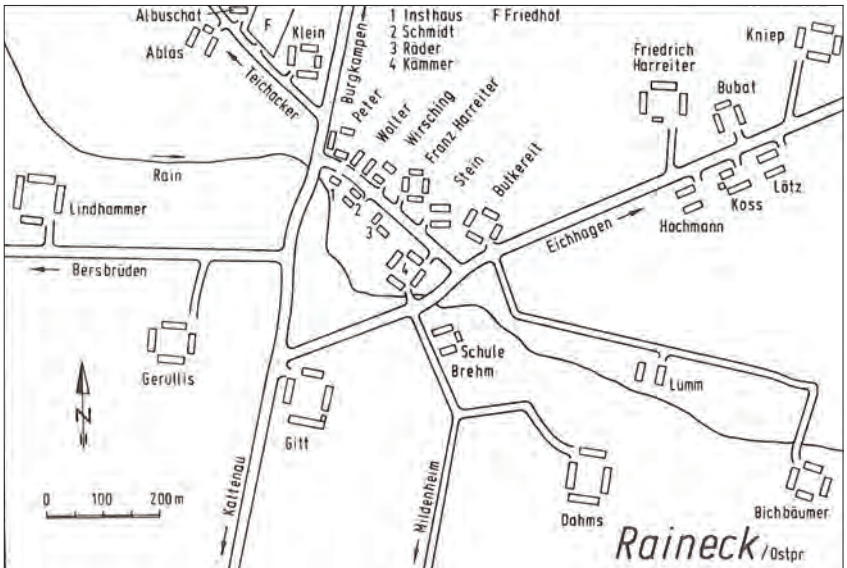 Albuschat
Ablas
F
Klein
Teichacker
Burgkampen
1 Insthaus
2 Schmidt
3 Räder
4 Kämmer
F Friedhof
Peter
Walter
Wirsching
Franz Harreiter
Stein
Butkereit
Friedrich
Harreiter
Bubat
Kniep
Lötz
Koss
Hochmann
Eichhagen
Rain
Lindhammer
Bersbrüden
1
2
3
4
Gerullis
Gitt
Schule
Brehm
Lumm
Dahms
Bichbäumer
Kattenau
Mildenheim
N
0 100 200 m
Raineck/Ostpr.